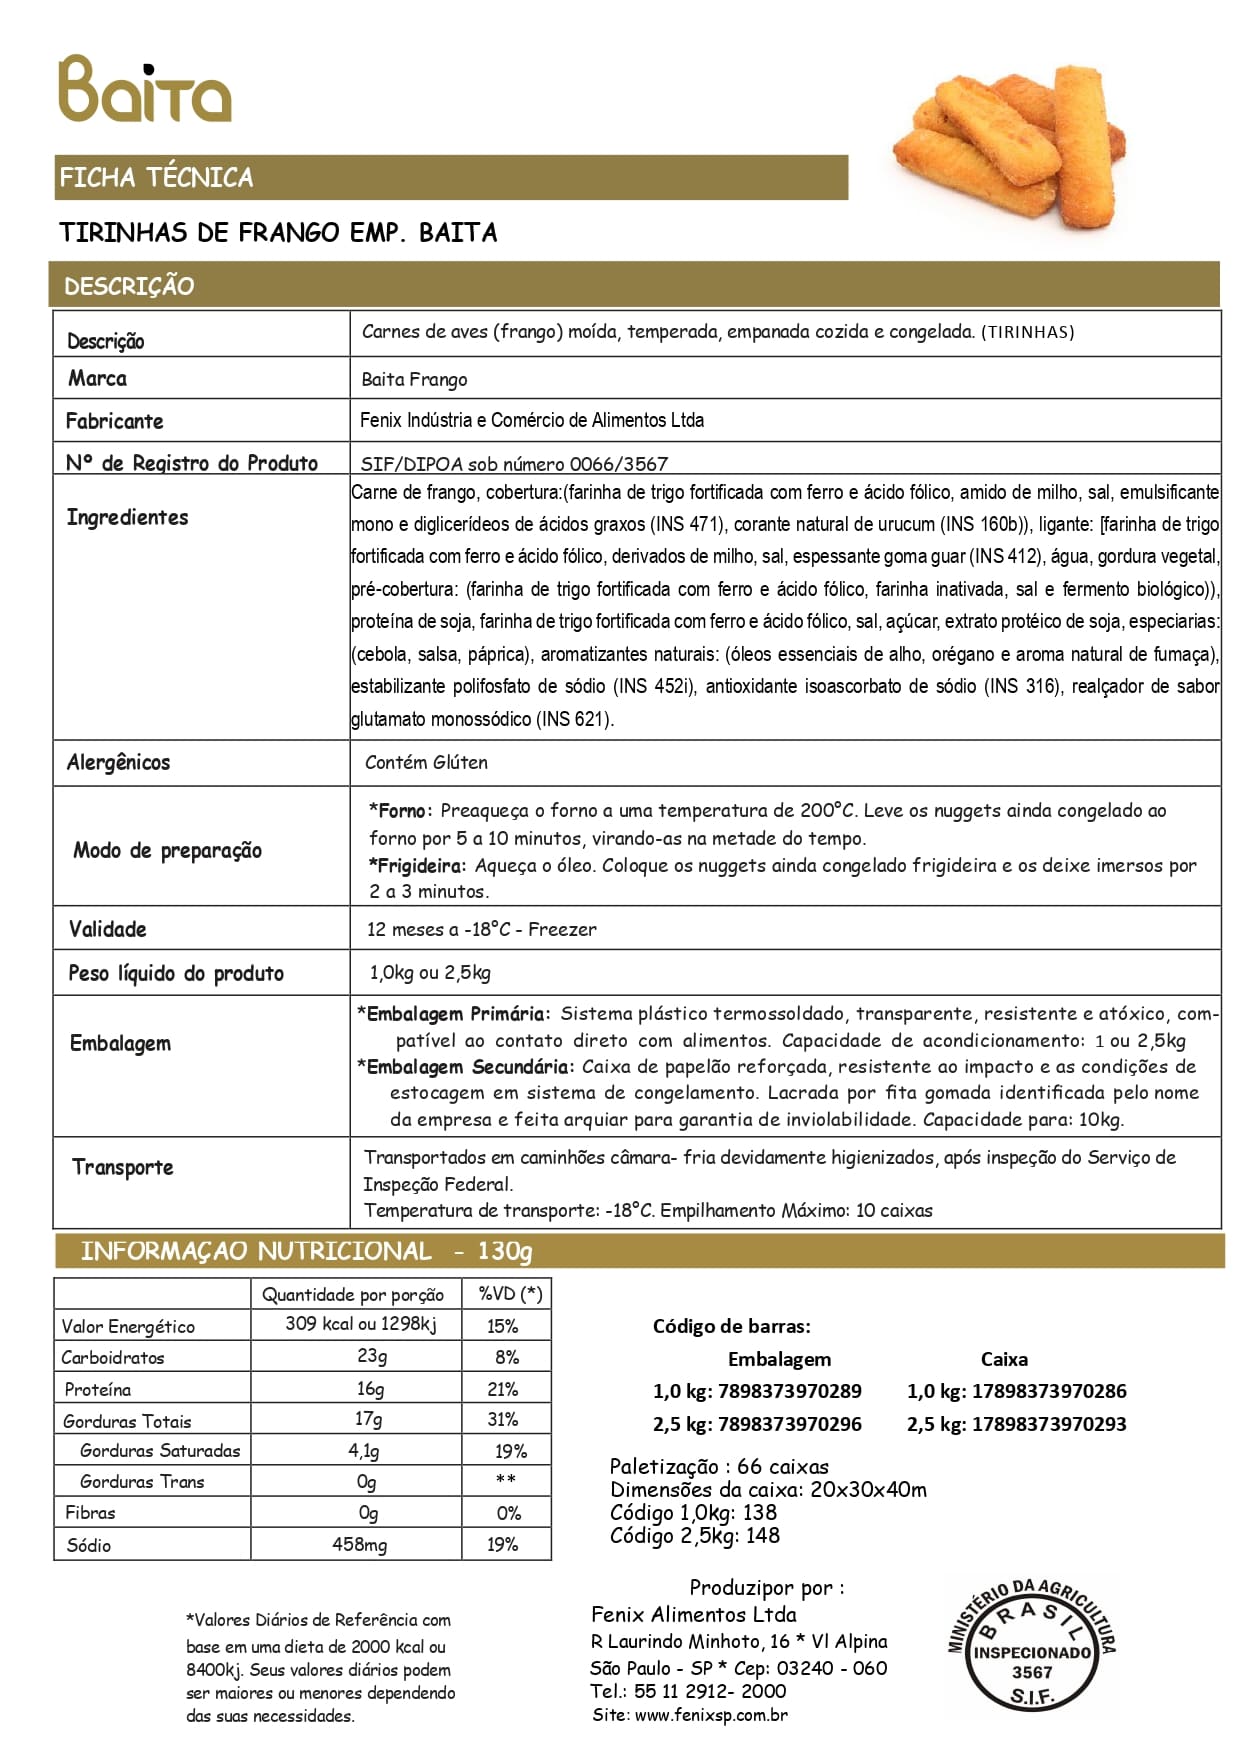 Baita
FICHA TÉCNICA
TIRINHAS DE FRANGO EMP. BAITA
DESCRIÇÃO
Descrição
Carnes de aves (frango) moída, temperada, empanada cozida e congelada. (TIRINHAS)
Marca
Baita Frango
Fabricante
Fenix Indústria e Comércio de Alimentos Ltda
Nº de Registro do Produto
SIF/DIPOA sob número 0066/3567
Ingredientes
Carne de frango, cobertura:(farinha de trigo fortificada com ferro e ácido fólico, amido de milho, sal, emulsificante
mono e diglicerídeos de ácidos graxos (INS 471), corante natural de urucum (INS 160b)), ligante: [farinha de trigo
fortificada com ferro e ácido fólico, derivados de milho, sal, espessante goma guar (INS 412), água, gordura vegetal,
pré-cobertura: (farinha de trigo fortificada com ferro e ácido fólico, farinha inativada, sal e fermento biológico)),
proteína de soja, farinha de trigo fortificada com ferro e ácido fólico, sal, açúcar, extrato protéico de soja, especiarias:
(cebola, salsa, páprica), aromatizantes naturais: (óleos essenciais de alho, orégano e aroma natural de fumaça),
estabilizante polifosfato de sódio (INS 452i), antioxidante isoascorbato de sódio (INS 316), realçador de sabor
glutamato monossódico (INS 621).
Alergênicos
Contém Glúten
Modo de preparação
*Forno: Preaqueça o forno a uma temperatura de 200°C. Leve os nuggets ainda congelado ao
forno por 5 a 10 minutos, virando-as na metade do tempo.
*Frigideira: Aqueça o óleo. Coloque os nuggets ainda congelado frigideira e os deixe imersos por
2 a 3 minutos.
Validade
12 meses a -18°C - Freezer
Peso líquido do produto
1,0kg ou 2,5kg
Embalagem
*Embalagem Primária: Sistema plástico termossoldado, transparente, resistente e atóxico, com-
patível ao contato direto com alimentos. Capacidade de acondicionamento: 1 ou 2,5kg
*Embalagem Secundária: Caixa de papelão reforçada, resistente ao impacto e as condições de
estocagem em sistema de congelamento. Lacrada por fita gomada identificada pelo nome
da empresa e feita arquiar para garantia de inviolabilidade. Capacidade para: 10kg.
Transporte
Transportados em caminhões câmara- fria devidamente higienizados, após inspeção do Serviço de
Inspeção Federal.
Temperatura de transporte: -18°C. Empilhamento Máximo: 10 caixas
INFORMAÇAO NUTRICIONAL - 130g
Quantidade por porção %VD (*)
Valor Energético 309 kcal ou 1298kj 15%
Carboidratos 23g 8%
Proteína 16g 21%
Gorduras Totais 17g 31%
Gorduras Saturadas 4,1g 19%
Gorduras Trans 0g **
Fibras 0g 0%
Sódio 458mg 19%
Código de barras:
Embalagem Caixa
1,0 kg: 7898373970289 1,0 kg: 17898373970286
2,5 kg: 7898373970296 2,5 kg: 17898373970293
Paletização : 66 caixas
Dimensões da caixa: 20x30x40m
Código 1,0kg: 138
Código 2,5kg: 148
*Valores Diários de Referência com
base em uma dieta de 2000 kcal ou
8400kj. Seus valores diários podem
ser maiores ou menores dependendo
das suas necessidades.
Produzipor por :
Fenix Alimentos Ltda
R Laurindo Minhoto, 16 * Vl Alpina
São Paulo - SP * Cep: 03240 - 060
Tel.: 55 11 2912- 2000
Site: www.fenixsp.com.br
MINISTÉRIO DA AGRICULTURA
BRASIL
INSPECIONADO
3567
S.I.F.